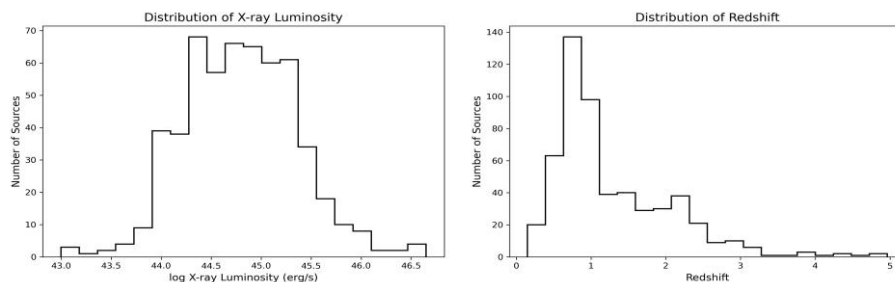 Distribution of X-ray Luminosity
Number of Sources
70
60
50
40
30
20
10
0
43.0 43.5 44.0 44.5 45.0 45.5 46.0 46.5
log X-ray Luminosity (erg/s)
Distribution of Redshift
Number of Sources
140
120
100
80
60
40
20
0
0 1 2 3 4 5
Redshift